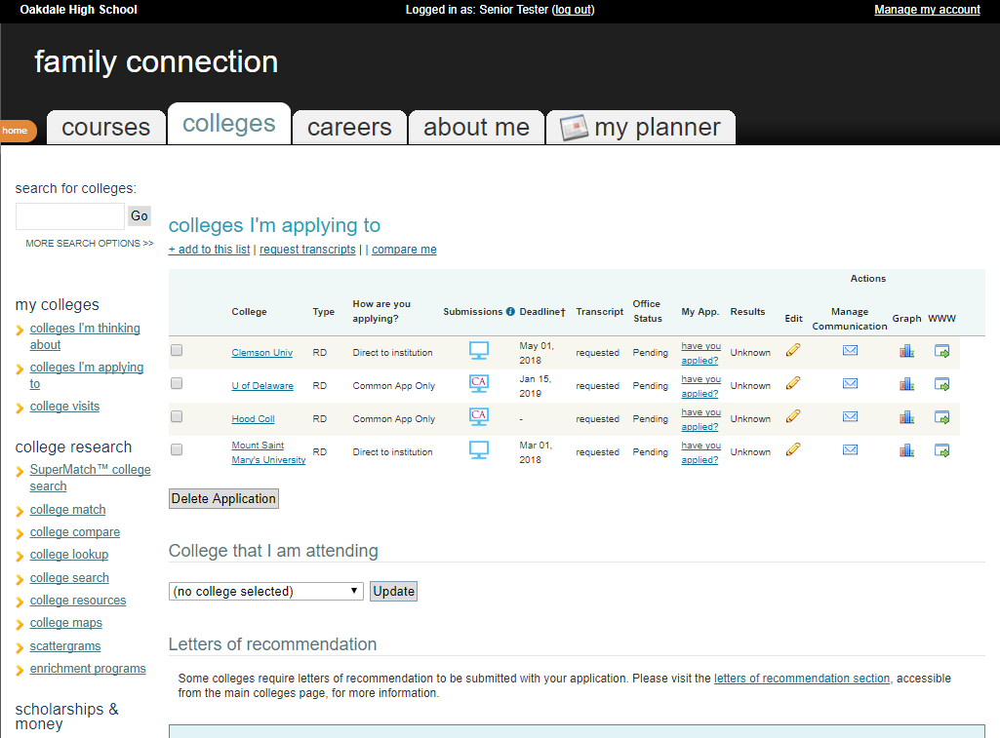 Oakdale High School Logged in as: Senior Tester (log out) Manage my account
family connection
home courses colleges careers about me my planner
search for colleges:
Go
MORE SEARCH OPTIONS >>
my colleges
colleges I'm thinking
about
colleges I'm applying
to
college visits
college research
SuperMatch™ college
search
college match
college compare
college lookup
college search
college resources
college maps
scattergrams
enrichment programs
scholarships &
money
colleges I'm applying to
+ add to this list | request transcripts | | compare me
Actions
College Type How are you applying? Submissions Deadline† Transcript Office Status My App. Results Edit Manage Communication Graph WWW
Clemson Univ RD Direct to institution May 01, 2018 requested Pending have you applied? Unknown
U of Delaware RD Common App Only CA Jan 15, 2019 requested Pending have you applied? Unknown
Hood Coll RD Common App Only CA - requested Pending have you applied? Unknown
Mount Saint Mary's University RD Direct to institution Mar 01, 2018 requested Pending have you applied? Unknown
Delete Application
College that I am attending
(no college selected) Update
Letters of recommendation
Some colleges require letters of recommendation to be submitted with your application. Please visit the letters of recommendation section, accessible
from the main colleges page, for more information.